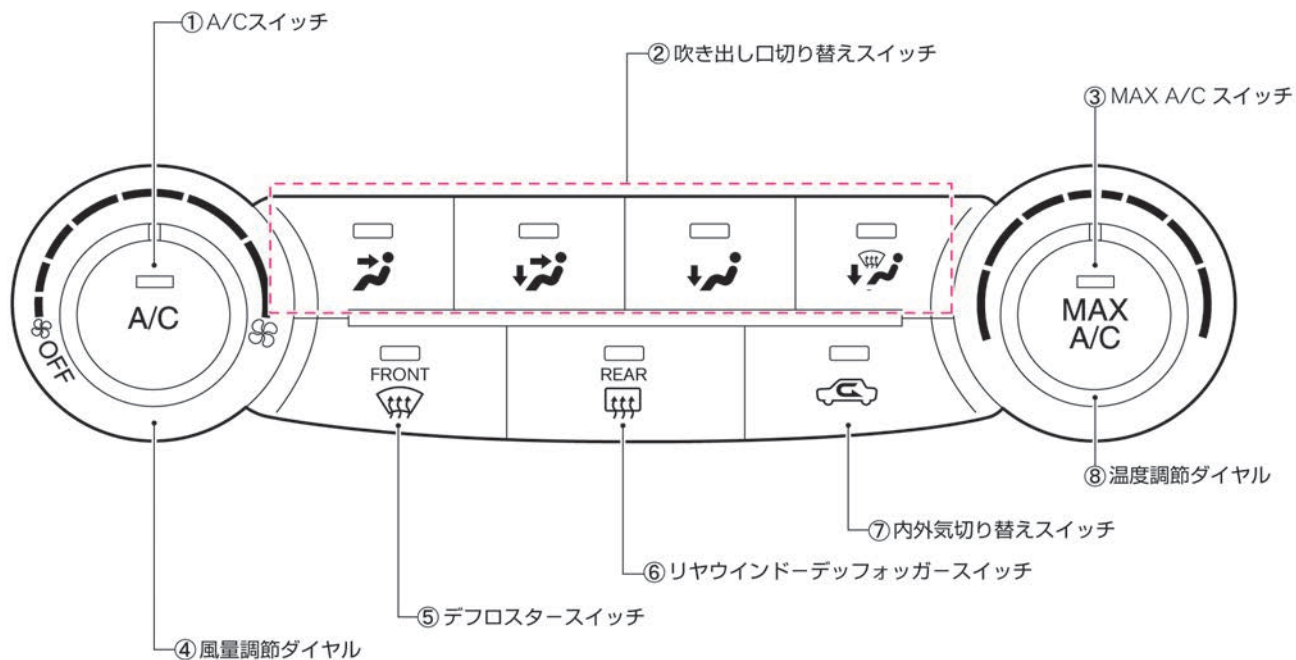 ①A/Cスイッチ
②吹き出し口切り替えスイッチ
③MAX A/C スイッチ
A/C
MAX
A/C
OFF
FRONT
REAR
⑧温度調節ダイヤル
⑦内外気切り替えスイッチ
⑥リヤウインドーデッフォッガースイッチ
⑤デフロスタースイッチ
④風量調節ダイヤル